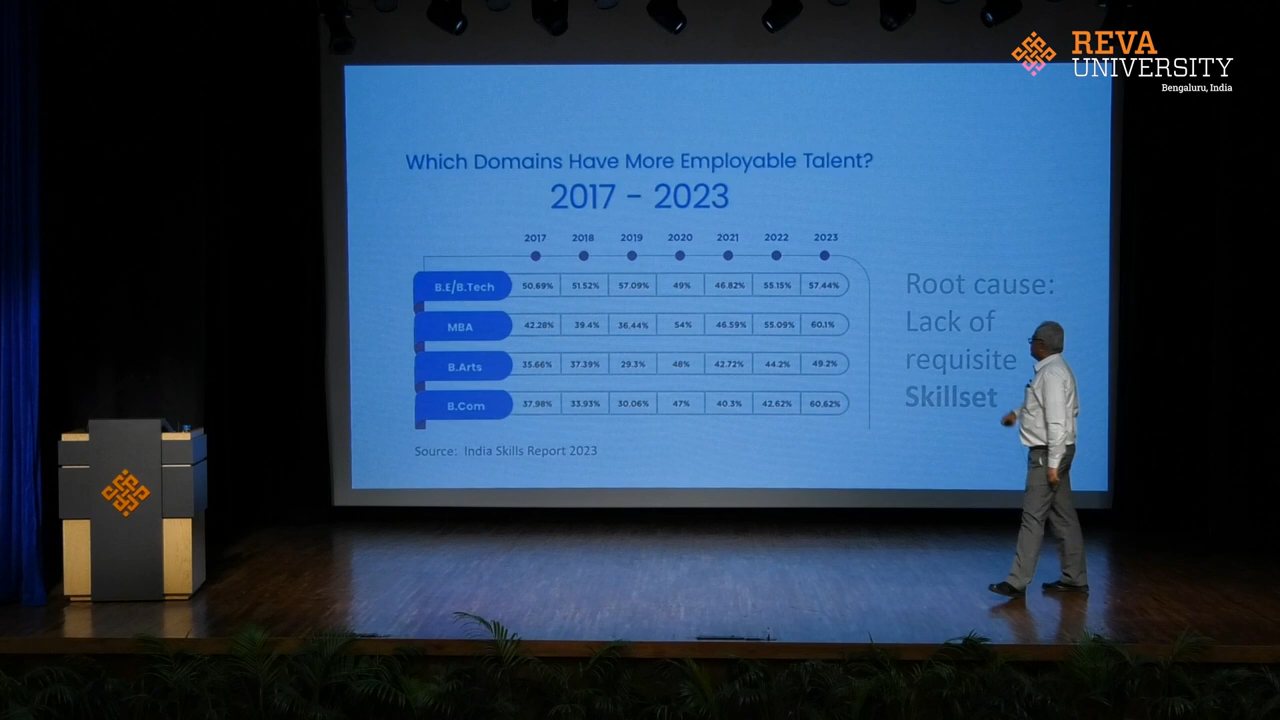 REVA
UNIVERSITY
Bengaluru, India
Which Domains Have More Employable Talent?
2017 - 2023
2017 2018 2019 2020 2021 2022 2023
B.E/B.Tech 50.69% 51.52% 57.09% 49% 46.82% 55.15% 57.44%
MBA 42.28% 39.4% 36.44% 54% 46.59% 55.09% 60.1%
B.Arts 35.66% 37.39% 29.3% 48% 42.72% 44.2% 49.2%
B.Com 37.98% 33.93% 30.06% 47% 40.3% 42.62% 60.62%
Source: India Skills Report 2023
Root cause:
Lack of
requisite
Skillset